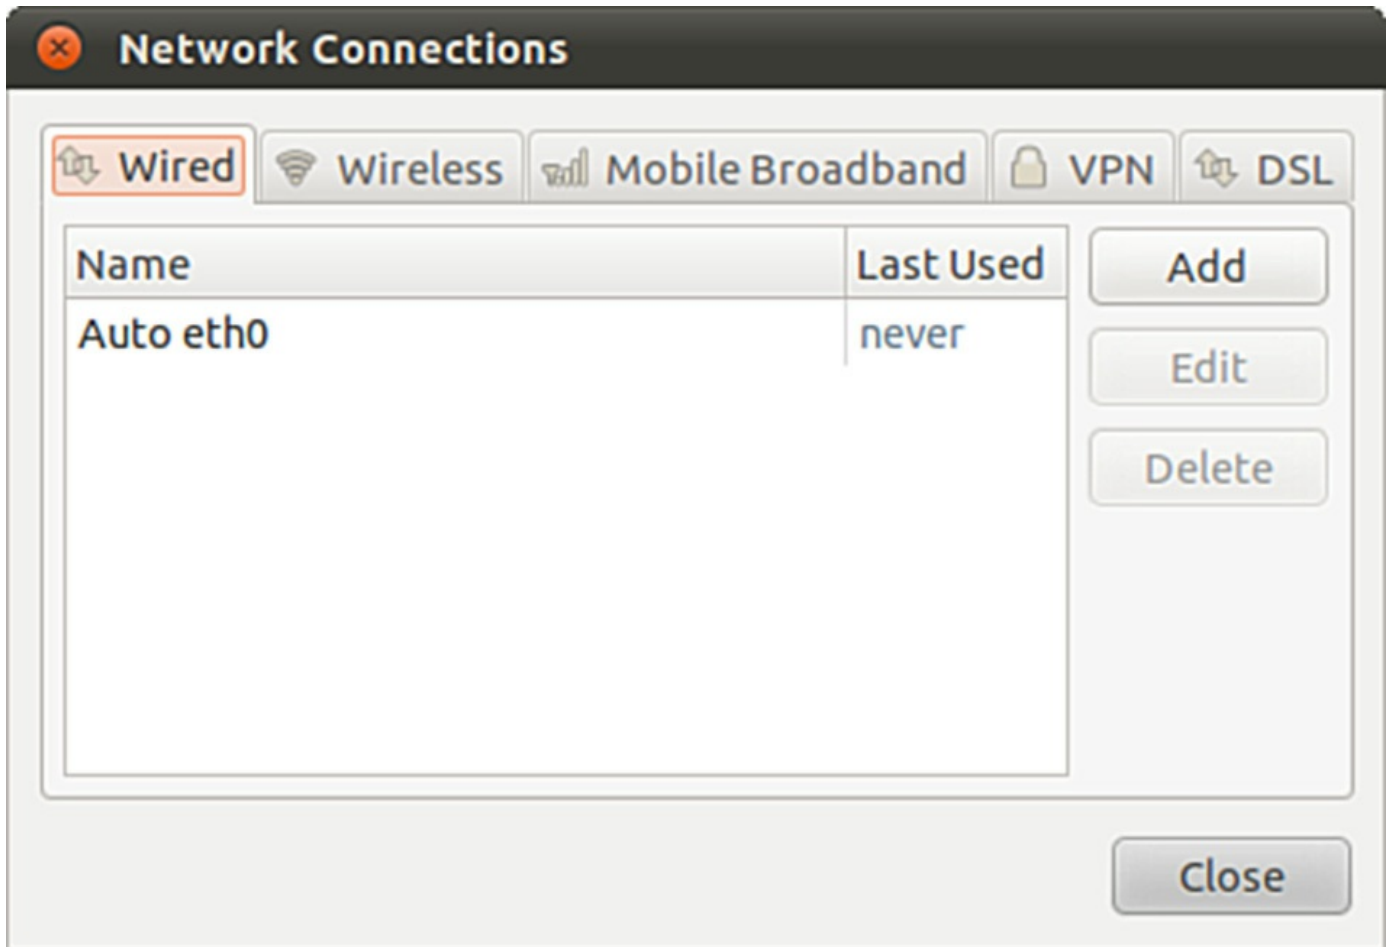 Network Connections
Wired Wireless Mobile Broadband VPN DSL
Name Last Used Add
Auto eth0 never
Edit
Delete
Close